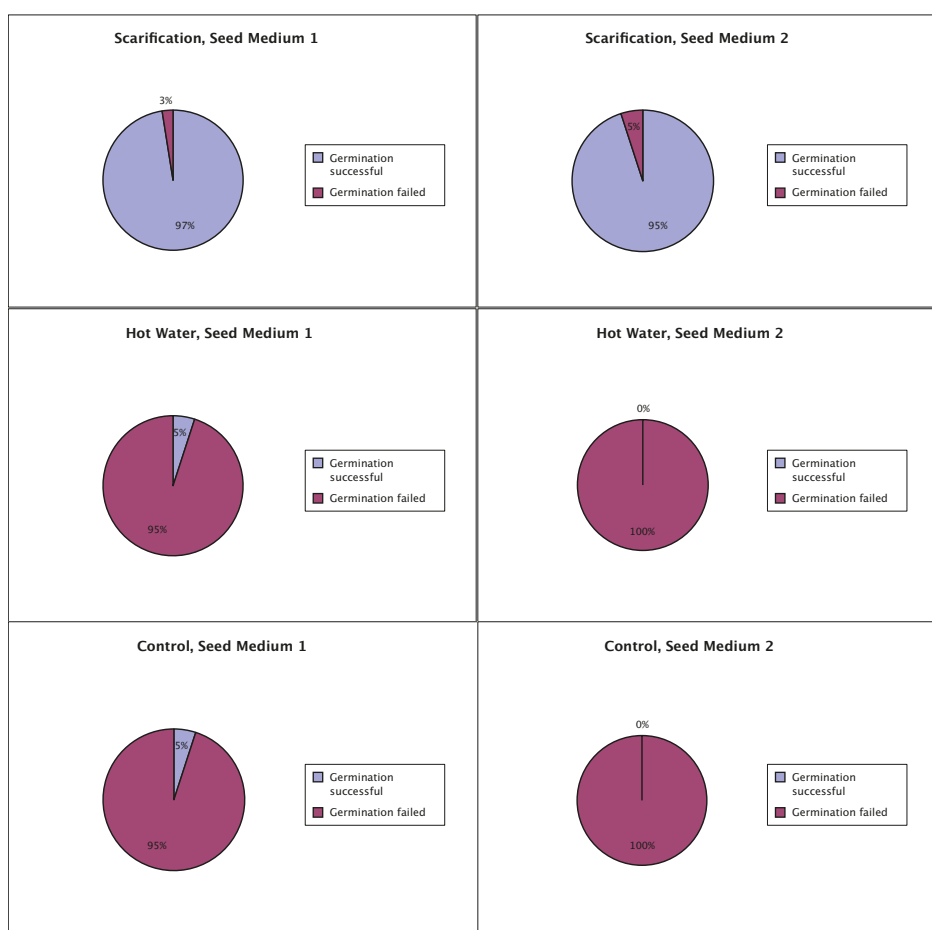 Scarification, Seed Medium 1
3%
97%
Germination
successful
Germination failed
Scarification, Seed Medium 2
5%
95%
Germination
successful
Germination failed
Hot Water, Seed Medium 1
5%
95%
Germination
successful
Germination failed
Hot Water, Seed Medium 2
0%
100%
Germination
successful
Germination failed
Control, Seed Medium 1
5%
95%
Germination
successful
Germination failed
Control, Seed Medium 2
0%
100%
Germination
successful
Germination failed